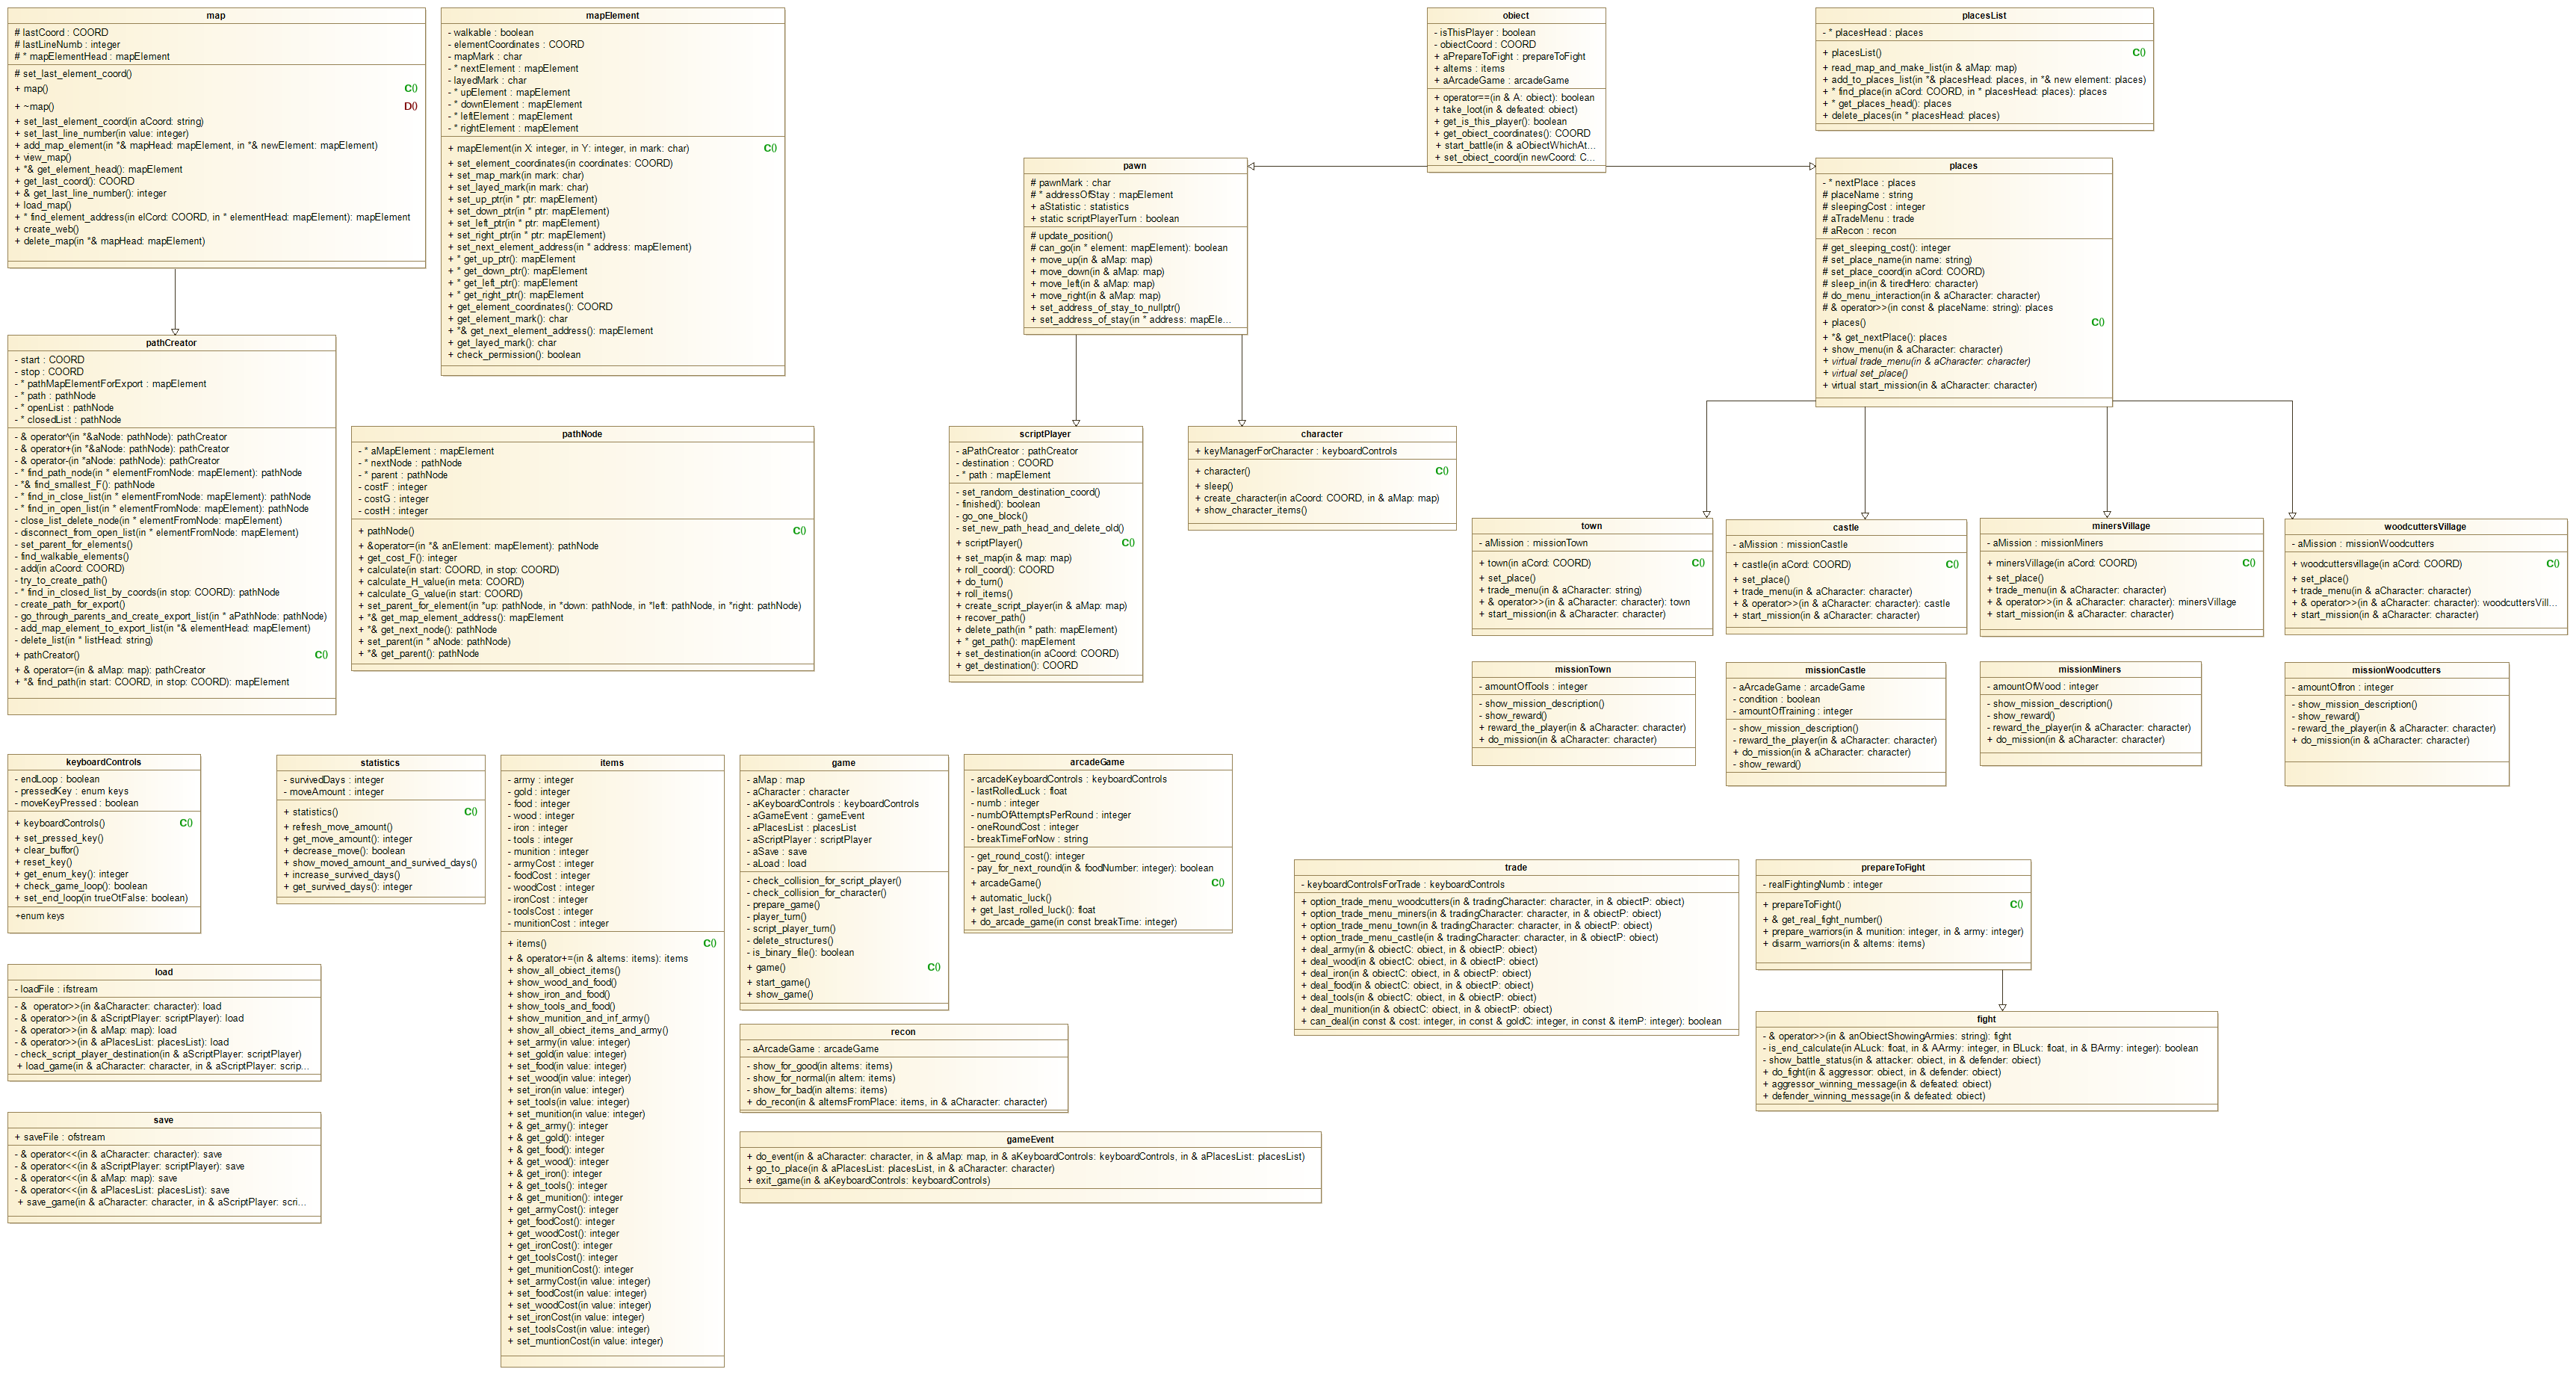 map
# lastCoord : COORD
# lastLineNumb : integer
# * mapElementHead : mapElement
# set_last_element_coord()
+ map() C()
+ ~map() D()
+ set_last_element_coord(in aCoord: string)
+ set_last_line_number(in value: integer)
+ add_map_element(in *& mapHead: mapElement, in *& newElement: mapElement)
+ view_map()
+ *& get_element_head(): mapElement
+ get_last_coord(): COORD
+ & get_last_line_number(): integer
+ load_map()
+ * find_element_address(in elCord: COORD, in * elementHead: mapElement): mapElement
+ create_web()
+ delete_map(in *& mapHead: mapElement)
mapElement
- walkable : boolean
- elementCoordinates : COORD
- mapMark : char
- * nextElement : mapElement
- layedMark : char
- * upElement : mapElement
- * downElement : mapElement
- * leftElement : mapElement
- * rightElement : mapElement
+ mapElement(in X: integer, in Y: integer, in mark: char) C()
+ set_element_coordinates(in coordinates: COORD)
+ set_map_mark(in mark: char)
+ set_layed_mark(in mark: char)
+ set_up_ptr(in * ptr: mapElement)
+ set_down_ptr(in * ptr: mapElement)
+ set_left_ptr(in * ptr: mapElement)
+ set_right_ptr(in * ptr: mapElement)
+ set_next_element_address(in * address: mapElement)
+ * get_up_ptr(): mapElement
+ * get_down_ptr(): mapElement
+ * get_left_ptr(): mapElement
+ * get_right_ptr(): mapElement
+ get_element_coordinates(): COORD
+ get_element_mark(): char
+ *& get_next_element_address(): mapElement
+ get_layed_mark(): char
+ check_permission(): boolean
obiect
- isThisPlayer : boolean
- obiectCoord : COORD
+ aPrepareToFight : prepareToFight
+ aItems : items
+ aArcadeGame : arcadeGame
+ operator==(in & A: obiect): boolean
+ take_loot(in & defeated: obiect)
+ get_is_this_player(): boolean
+ get_object_coordinates(): COORD
+ start_battle(in & aObiectWhichAt...
+ set_object_coord(in newCoord: C...
placesList
- * placesHead : places
+ placesList() C()
+ read_map_and_make_list(in & aMap: map)
+ add_to_places_list(in *& placesHead: places, in *& new element: places)
+ * find_place(in aCord: COORD, in * placesHead: places): places
+ * get_places_head(): places
+ delete_places(in * placesHead: places)
pawn
# pawnMark : char
# * addressOfStay : mapElement
+ aStatistic : statistics
+ static scriptPlayerTurn : boolean
# update_position()
# can_go(in * element: mapElement): boolean
+ move_up(in & aMap: map)
+ move_down(in & aMap: map)
+ move_left(in & aMap: map)
+ move_right(in & aMap: map)
+ set_address_of_stay_to_nullptr()
+ set_address_of_stay(in * address: mapEle...
places
- * nextPlace : places
# placeName : string
# sleepingCost : integer
# aTradeMenu : trade
# aRecon : recon
# get_sleeping_cost(): integer
# set_place_name(in name: string)
# set_place_coord(in aCord: COORD)
# sleep_in(in & tiredHero: character)
# do_menu_interaction(in & aCharacter: character)
# & operator>>(in const & placeName: string): places
+ places() C()
+ *& get_nextPlace(): places
+ show_menu(in & aCharacter: character)
+ virtual trade_menu(in & aCharacter: character)
+ virtual set_place()
+ virtual start_mission(in & aCharacter: character)
pathCreator
- start : COORD
- stop : COORD
- * pathMapElementForExport : mapElement
- * path : pathNode
- * openList : pathNode
- * closedList : pathNode
- & operator^(in *&aNode: pathNode): pathCreator
- & operator+(in *&aNode: pathNode): pathCreator
- & operator-(in *aNode: pathNode): pathCreator
- * find_path_node(in * elementFromNode: mapElement): pathNode
- *& find_smallest_F(): pathNode
- * find_in_close_list(in * elementFromNode: mapElement): pathNode
- * find_in_open_list(in * elementFromNode: mapElement): pathNode
- close_list_delete_node(in * elementFromNode: mapElement)
- disconnect_from_open_list(in * elementFromNode: mapElement)
- set_parent_for_elements()
- find_walkable_elements()
- add(in aCoord: COORD)
- try_to_create_path()
- * find_in_closed_list_by_coords(in stop: COORD): pathNode
- create_path_for_export()
- go_through_parents_and_create_export_list(in * aPathNode: pathNode)
- add_map_element_to_export_list(in *& elementHead: mapElement)
- delete_list(in * listHead: string)
+ pathCreator() C()
+ & operator=(in & aMap: map): pathCreator
+ *& find_path(in start: COORD, in stop: COORD): mapElement
pathNode
- * aMapElement : mapElement
- * nextNode : pathNode
- * parent : pathNode
- costF : integer
- costG : integer
- costH : integer
+ pathNode() C()
+ &operator=(in *& anElement: mapElement): pathNode
+ get_cost_F(): integer
+ calculate(in start: COORD, in stop: COORD)
+ calculate_H_value(in meta: COORD)
+ calculate_G_value(in start: COORD)
+ set_parent_for_element(in *up: pathNode, in *down: pathNode, in *left: pathNode, in *right: pathNode)
+ *& get_map_element_address(): mapElement
+ *& get_next_node(): pathNode
+ set_parent(in * aNode: pathNode)
+ *& get_parent(): pathNode
scriptPlayer
- aPathCreator : pathCreator
- destination : COORD
- * path : mapElement
- set_random_destination_coord()
- finished(): boolean
- go_one_block()
- set_new_path_head_and_delete_old()
+ scriptPlayer() C()
+ set_map(in & map: map)
+ roll_coord(): COORD
+ do_turn()
+ roll_items()
+ create_script_player(in & aMap: map)
+ recover_path()
+ delete_path(in * path: mapElement)
+ * get_path(): mapElement
+ set_destination(in aCoord: COORD)
+ get_destination(): COORD
character
+ keyManagerForCharacter : keyboardControls
+ character() C()
+ sleep()
+ create_character(in aCoord: COORD, in & aMap: map)
+ show_character_items()
town
- aMission : missionTown
+ town(in aCord: COORD) C()
+ set_place()
+ trade_menu(in & aCharacter: string)
+ & operator>>(in & aCharacter: character): town
+ start_mission(in & aCharacter: character)
castle
- aMission : missionCastle
+ castle(in aCord: COORD) C()
+ set_place()
+ trade_menu(in & aCharacter: character)
+ & operator>>(in & aCharacter: character): castle
+ start_mission(in & aCharacter: character)
minersVillage
- aMission : missionMiners
+ minersVillage(in aCord: COORD) C()
+ set_place()
+ trade_menu(in & aCharacter: character)
+ & operator>>(in & aCharacter: character): minersVillage
+ start_mission(in & aCharacter: character)
woodcuttersVillage
- aMission : missionWoodcutters
+ woodcuttersvillage(in aCord: COORD) C()
+ set_place()
+ trade_menu(in & aCharacter: character)
+ & operator>>(in & aCharacter: character): woodcuttersVill...
+ start_mission(in & aCharacter: character)
missionTown
- amountOfTools : integer
- show_mission_description()
- show_reward()
+ reward_the_player(in & aCharacter: character)
+ do_mission(in & aCharacter: character)
missionCastle
- aArcadeGame : arcadeGame
- condition : boolean
- amountOfTraining : integer
- show_mission_description()
- reward_the_player(in & aCharacter: character)
+ do_mission(in & aCharacter: character)
- show_reward()
missionMiners
- amountOfWood : integer
- show_mission_description()
- show_reward()
- reward_the_player(in & aCharacter: character)
+ do_mission(in & aCharacter: character)
missionWoodcutters
- amountOfIron : integer
- show_mission_description()
- show_reward()
- reward_the_player(in & aCharacter: character)
+ do_mission(in & aCharacter: character)
keyboardControls
- endLoop : boolean
- pressedKey : enum keys
- moveKeyPressed : boolean
+ keyboardControls() C()
+ set_pressed_key()
+ clear_buffor()
+ reset_key()
+ get_enum_key(): integer
+ check_game_loop(): boolean
+ set_end_loop(in trueOtFalse: boolean)
+enum keys
statistics
- survivedDays : integer
- moveAmount : integer
+ statistics() C()
+ refresh_move_amount()
+ get_move_amount(): integer
+ decrease_move(): boolean
+ show_moved_amount_and_survived_days()
+ increase_survived_days()
+ get_survived_days(): integer
items
- army : integer
- gold : integer
- food : integer
- wood : integer
- iron : integer
- tools : integer
- munition : integer
- armyCost : integer
- foodCost : integer
- woodCost : integer
- ironCost : integer
- toolsCost : integer
- munitionCost : integer
+ items() C()
+ & operator+=(in & aItems: items): items
+ show_all_object_items()
+ show_wood_and_food()
+ show_iron_and_food()
+ show_tools_and_food()
+ show_munition_and_inf_army()
+ show_all_object_items_and_army()
+ set_army(in value: integer)
+ set_gold(in value: integer)
+ set_food(in value: integer)
+ set_wood(in value: integer)
+ set_iron(in value: integer)
+ set_tools(in value: integer)
+ set_munition(in value: integer)
+ & get_army(): integer
+ & get_gold(): integer
+ & get_food(): integer
+ & get_wood(): integer
+ & get_iron(): integer
+ & get_tools(): integer
+ & get_munition(): integer
+ get_armyCost(): integer
+ get_foodCost(): integer
+ get_woodCost(): integer
+ get_ironCost(): integer
+ get_toolsCost(): integer
+ get_munitionCost(): integer
+ set_armyCost(in value: integer)
+ set_foodCost(in value: integer)
+ set_woodCost(in value: integer)
+ set_ironCost(in value: integer)
+ set_toolsCost(in value: integer)
+ set_muntionCost(in value: integer)
game
- aMap : map
- aCharacter : character
- aKeyboardControls : keyboardControls
- aGameEvent : gameEvent
- aPlacesList : placesList
- aScriptPlayer : scriptPlayer
- aSave : save
- aLoad : load
- check_collision_for_script_player()
- check_collision_for_character()
- prepare_game()
- player_turn()
- script_player_turn()
- delete_structures()
- is_binary_file(): boolean
+ game() C()
+ start_game()
+ show_game()
arcadeGame
- arcadeKeyboardControls : keyboardControls
- lastRolledLuck : float
- numb : integer
- numbOfAttemptsPerRound : integer
- oneRoundCost : integer
- breakTimeForNow : string
- get_round_cost(): integer
- pay_for_next_round(in & foodNumber: integer): boolean
+ arcadeGame() C()
+ automatic_luck()
+ get_last_rolled_luck(): float
+ do_arcade_game(in const breakTime: integer)
trade
- keyboardControlsForTrade : keyboardControls
+ option_trade_menu_woodcutters(in & tradingCharacter: character, in & obiectP: obiect)
+ option_trade_menu_miners(in & tradingCharacter: character, in & obiectP: obiect)
+ option_trade_menu_town(in & tradingCharacter: character, in & obiectP: obiect)
+ option_trade_menu_castle(in & tradingCharacter: character, in & obiectP: obiect)
+ deal_army(in & obiectC: obiect, in & obiectP: obiect)
+ deal_wood(in & obiectC: obiect, in & obiectP: obiect)
+ deal_iron(in & obiectC: obiect, in & obiectP: obiect)
+ deal_food(in & obiectC: obiect, in & obiectP: obiect)
+ deal_tools(in & obiectC: obiect, in & obiectP: obiect)
+ deal_munition(in & obiectC: obiect, in & obiectP: obiect)
+ can_deal(in const & cost: integer, in const & goldC: integer, in const & itemP: integer): boolean
prepareToFight
- realFightingNumb : integer
+ prepareToFight() C()
+ & get_real_fight_number()
+ prepare_warriors(in & munition: integer, in & army: integer)
+ disarm_warriors(in & aItems: items)
load
- loadFile : ifstream
- & operator>>(in &aCharacter: character): load
- & operator>>(in & aScriptPlayer: scriptPlayer): load
- & operator>>(in & aMap: map): load
- & operator>>(in & aPlacesList: placesList): load
- check_script_player_destination(in & aScriptPlayer: scriptPlayer)
+ load_game(in & aCharacter: character, in & aScriptPlayer: scrip...
recon
- aArcadeGame : arcadeGame
- show_for_good(in aItems: items)
- show_for_normal(in aItem: items)
- show_for_bad(in aItems: items)
+ do_recon(in & aItemsFromPlace: items, in & aCharacter: character)
fight
- & operator>>(in & anObjectShowingArmies: string): fight
- is_end_calculate(in ALuck: float, in & AArmy: integer, in BLuck: float, in & BArmy: integer): boolean
- show_battle_status(in & attacker: obiect, in & defender: obiect)
+ do_fight(in & aggressor: obiect, in & defender: obiect)
+ aggressor_winning_message(in & defeated: obiect)
+ defender_winning_message(in & defeated: obiect)
save
+ saveFile : ofstream
- & operator<<(in & aCharacter: character): save
- & operator<<(in & aScriptPlayer: scriptPlayer): save
- & operator<<(in & aMap: map): save
- & operator<<(in & aPlacesList: placesList): save
+ save_game(in & aCharacter: character, in & aScriptPlayer: scri...
gameEvent
+ do_event(in & aCharacter: character, in & aMap: map, in & aKeyboardControls: keyboardControls, in & aPlacesList: placesList)
+ go_to_place(in & aPlacesList: placesList, in & aCharacter: character)
+ exit_game(in & aKeyboardControls: keyboardControls)